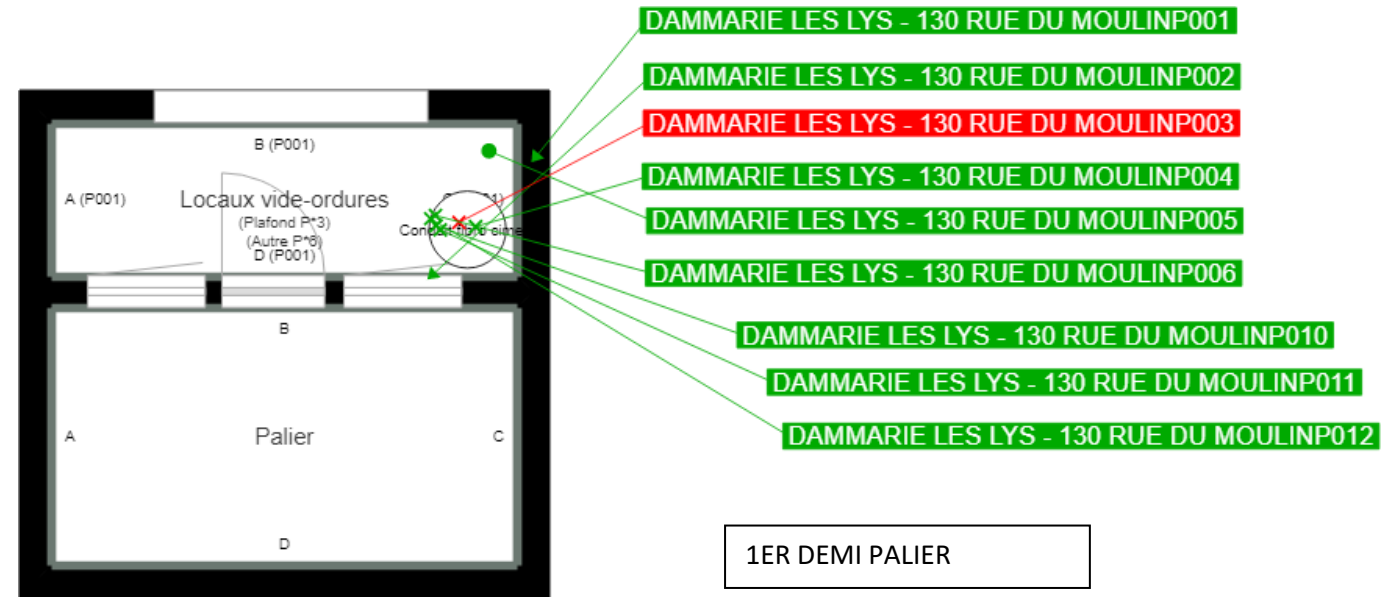 DAMMARIE LES LYS - 130 RUE DU MOULINP001
DAMMARIE LES LYS - 130 RUE DU MOULINP002
DAMMARIE LES LYS - 130 RUE DU MOULINP003
DAMMARIE LES LYS - 130 RUE DU MOULINP004
DAMMARIE LES LYS - 130 RUE DU MOULINP005
DAMMARIE LES LYS - 130 RUE DU MOULINP006
DAMMARIE LES LYS - 130 RUE DU MOULINP010
DAMMARIE LES LYS - 130 RUE DU MOULINP011
DAMMARIE LES LYS - 130 RUE DU MOULINP012
B (P001)
A (P001)
Locaux vide-ordures
(Plafond P*3)
(Autre P*6)
D (P001)
B
A
Palier
C
D
1ER DEMI PALIER